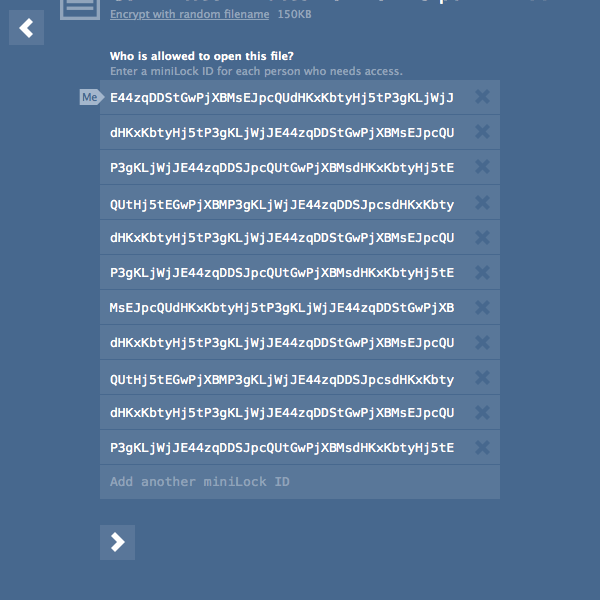 Encrypt with random filename 150KB
Who is allowed to open this file?
Enter a miniLock ID for each person who needs access.
Me E44zqDDStGwPjXBMsEJpcQUdHKxKbtyHj5tP3gKLjWjJ
dHKxKbtyHj5tP3gKLjWjJE44zqDDStGwPjXBMsEJpcQU
P3gKLjWjJE44zqDDSJpcQUtGwPjXBMsdHKxKbtyHj5tE
QUtHj5tEGwPjXBMP3gKLjWjJE44zqDDSJpcsdHKxKbty
dHKxKbtyHj5tP3gKLjWjJE44zqDDStGwPjXBMsEJpcQU
P3gKLjWjJE44zqDDSJpcQUtGwPjXBMsdHKxKbtyHj5tE
MsEJpcQUdHKxKbtyHj5tP3gKLjWjJE44zqDDStGwPjXB
dHKxKbtyHj5tP3gKLjWjJE44zqDDStGwPjXBMsEJpcQU
QUtHj5tEGwPjXBMP3gKLjWjJE44zqDDSJpcsdHKxKbty
dHKxKbtyHj5tP3gKLjWjJE44zqDDStGwPjXBMsEJpcQU
P3gKLjWjJE44zqDDSJpcQUtGwPjXBMsdHKxKbtyHj5tE
Add another miniLock ID